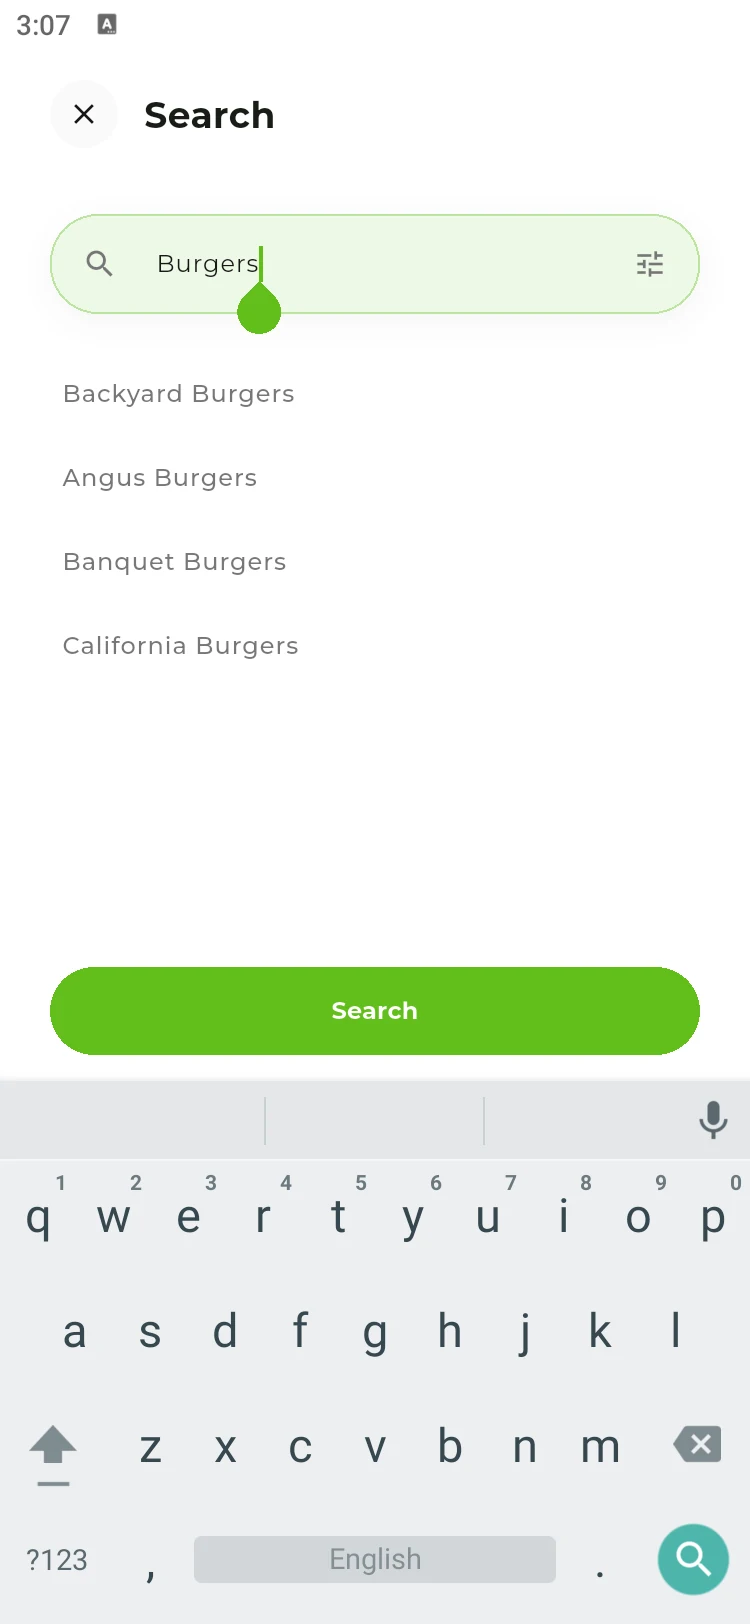 3:07 A
Search
Burgers
Backyard Burgers
Angus Burgers
Banquet Burgers
California Burgers
Search
1 2 3 4 5 6 7 8 9 0
q w e r t y u i o p
a s d f g h j k l
z x c v b n m
?123 , English .